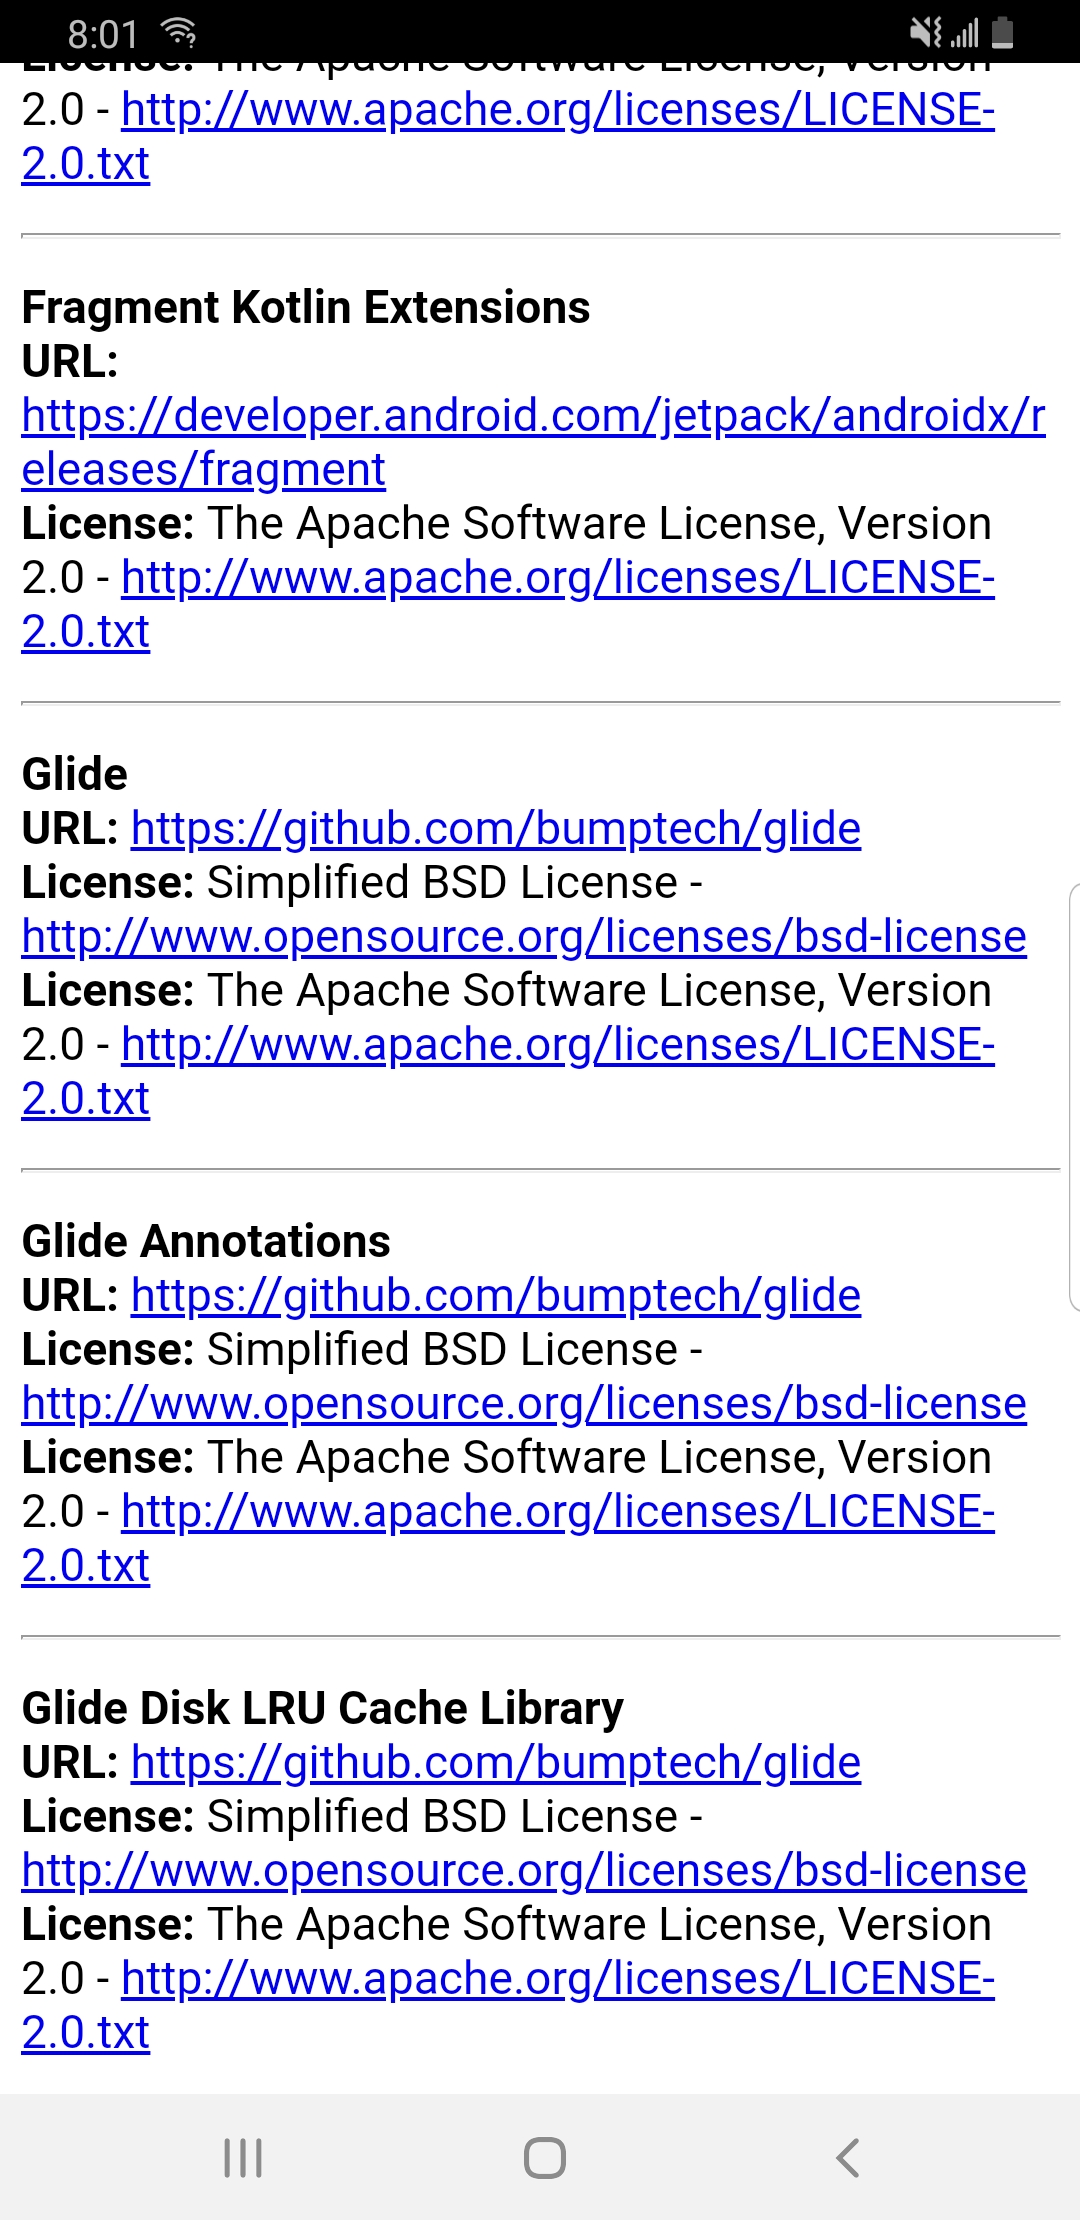 8:01
License: The Apache Software License, Version
2.0 - http://www.apache.org/licenses/LICENSE-
2.0.txt
Fragment Kotlin Extensions
URL:
https://developer.android.com/jetpack/androidx/r
eleases/fragment
License: The Apache Software License, Version
2.0 - http://www.apache.org/licenses/LICENSE-
2.0.txt
Glide
URL: https://github.com/bumptech/glide
License: Simplified BSD License -
http://www.opensource.org/licenses/bsd-license
License: The Apache Software License, Version
2.0 - http://www.apache.org/licenses/LICENSE-
2.0.txt
Glide Annotations
URL: https://github.com/bumptech/glide
License: Simplified BSD License -
http://www.opensource.org/licenses/bsd-license
License: The Apache Software License, Version
2.0 - http://www.apache.org/licenses/LICENSE-
2.0.txt
Glide Disk LRU Cache Library
URL: https://github.com/bumptech/glide
License: Simplified BSD License -
http://www.opensource.org/licenses/bsd-license
License: The Apache Software License, Version
2.0 - http://www.apache.org/licenses/LICENSE-
2.0.txt